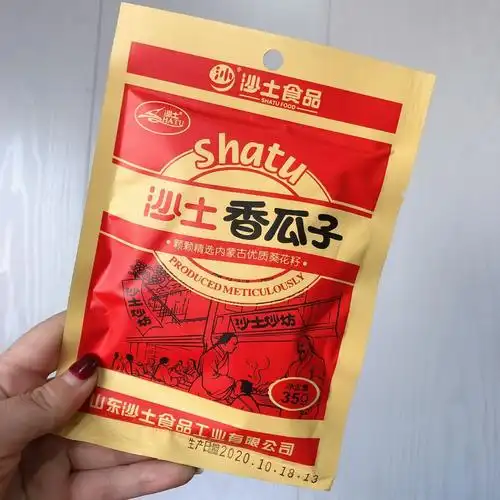 沙 沙土食品
SHATU FOOD
沙土
SHATU
shatu
沙土香瓜子
颗颗精选内蒙古优质葵花籽
PRODUCED METICULOUSLY
沙土炒坊
净含量
35g
山东沙土食品工业有限公司
生产日期2020.10.18.13